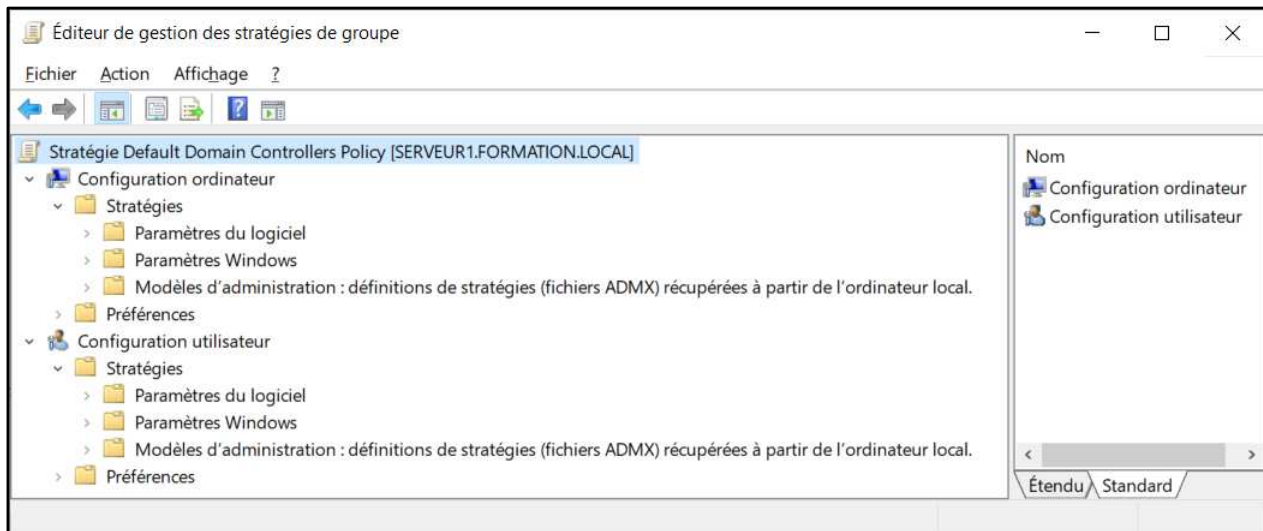 Éditeur de gestion des stratégies de groupe
Fichier Action Affichage ?
Stratégie Default Domain Controllers Policy [SERVEUR1.FORMATION.LOCAL]
Configuration ordinateur
Stratégies
Paramètres du logiciel
Paramètres Windows
Modèles d'administration : définitions de stratégies (fichiers ADMX) récupérées à partir de l'ordinateur local.
Préférences
Configuration utilisateur
Stratégies
Paramètres du logiciel
Paramètres Windows
Modèles d'administration : définitions de stratégies (fichiers ADMX) récupérées à partir de l'ordinateur local.
Préférences
Nom
Configuration ordinateur
Configuration utilisateur
Étendu Standard